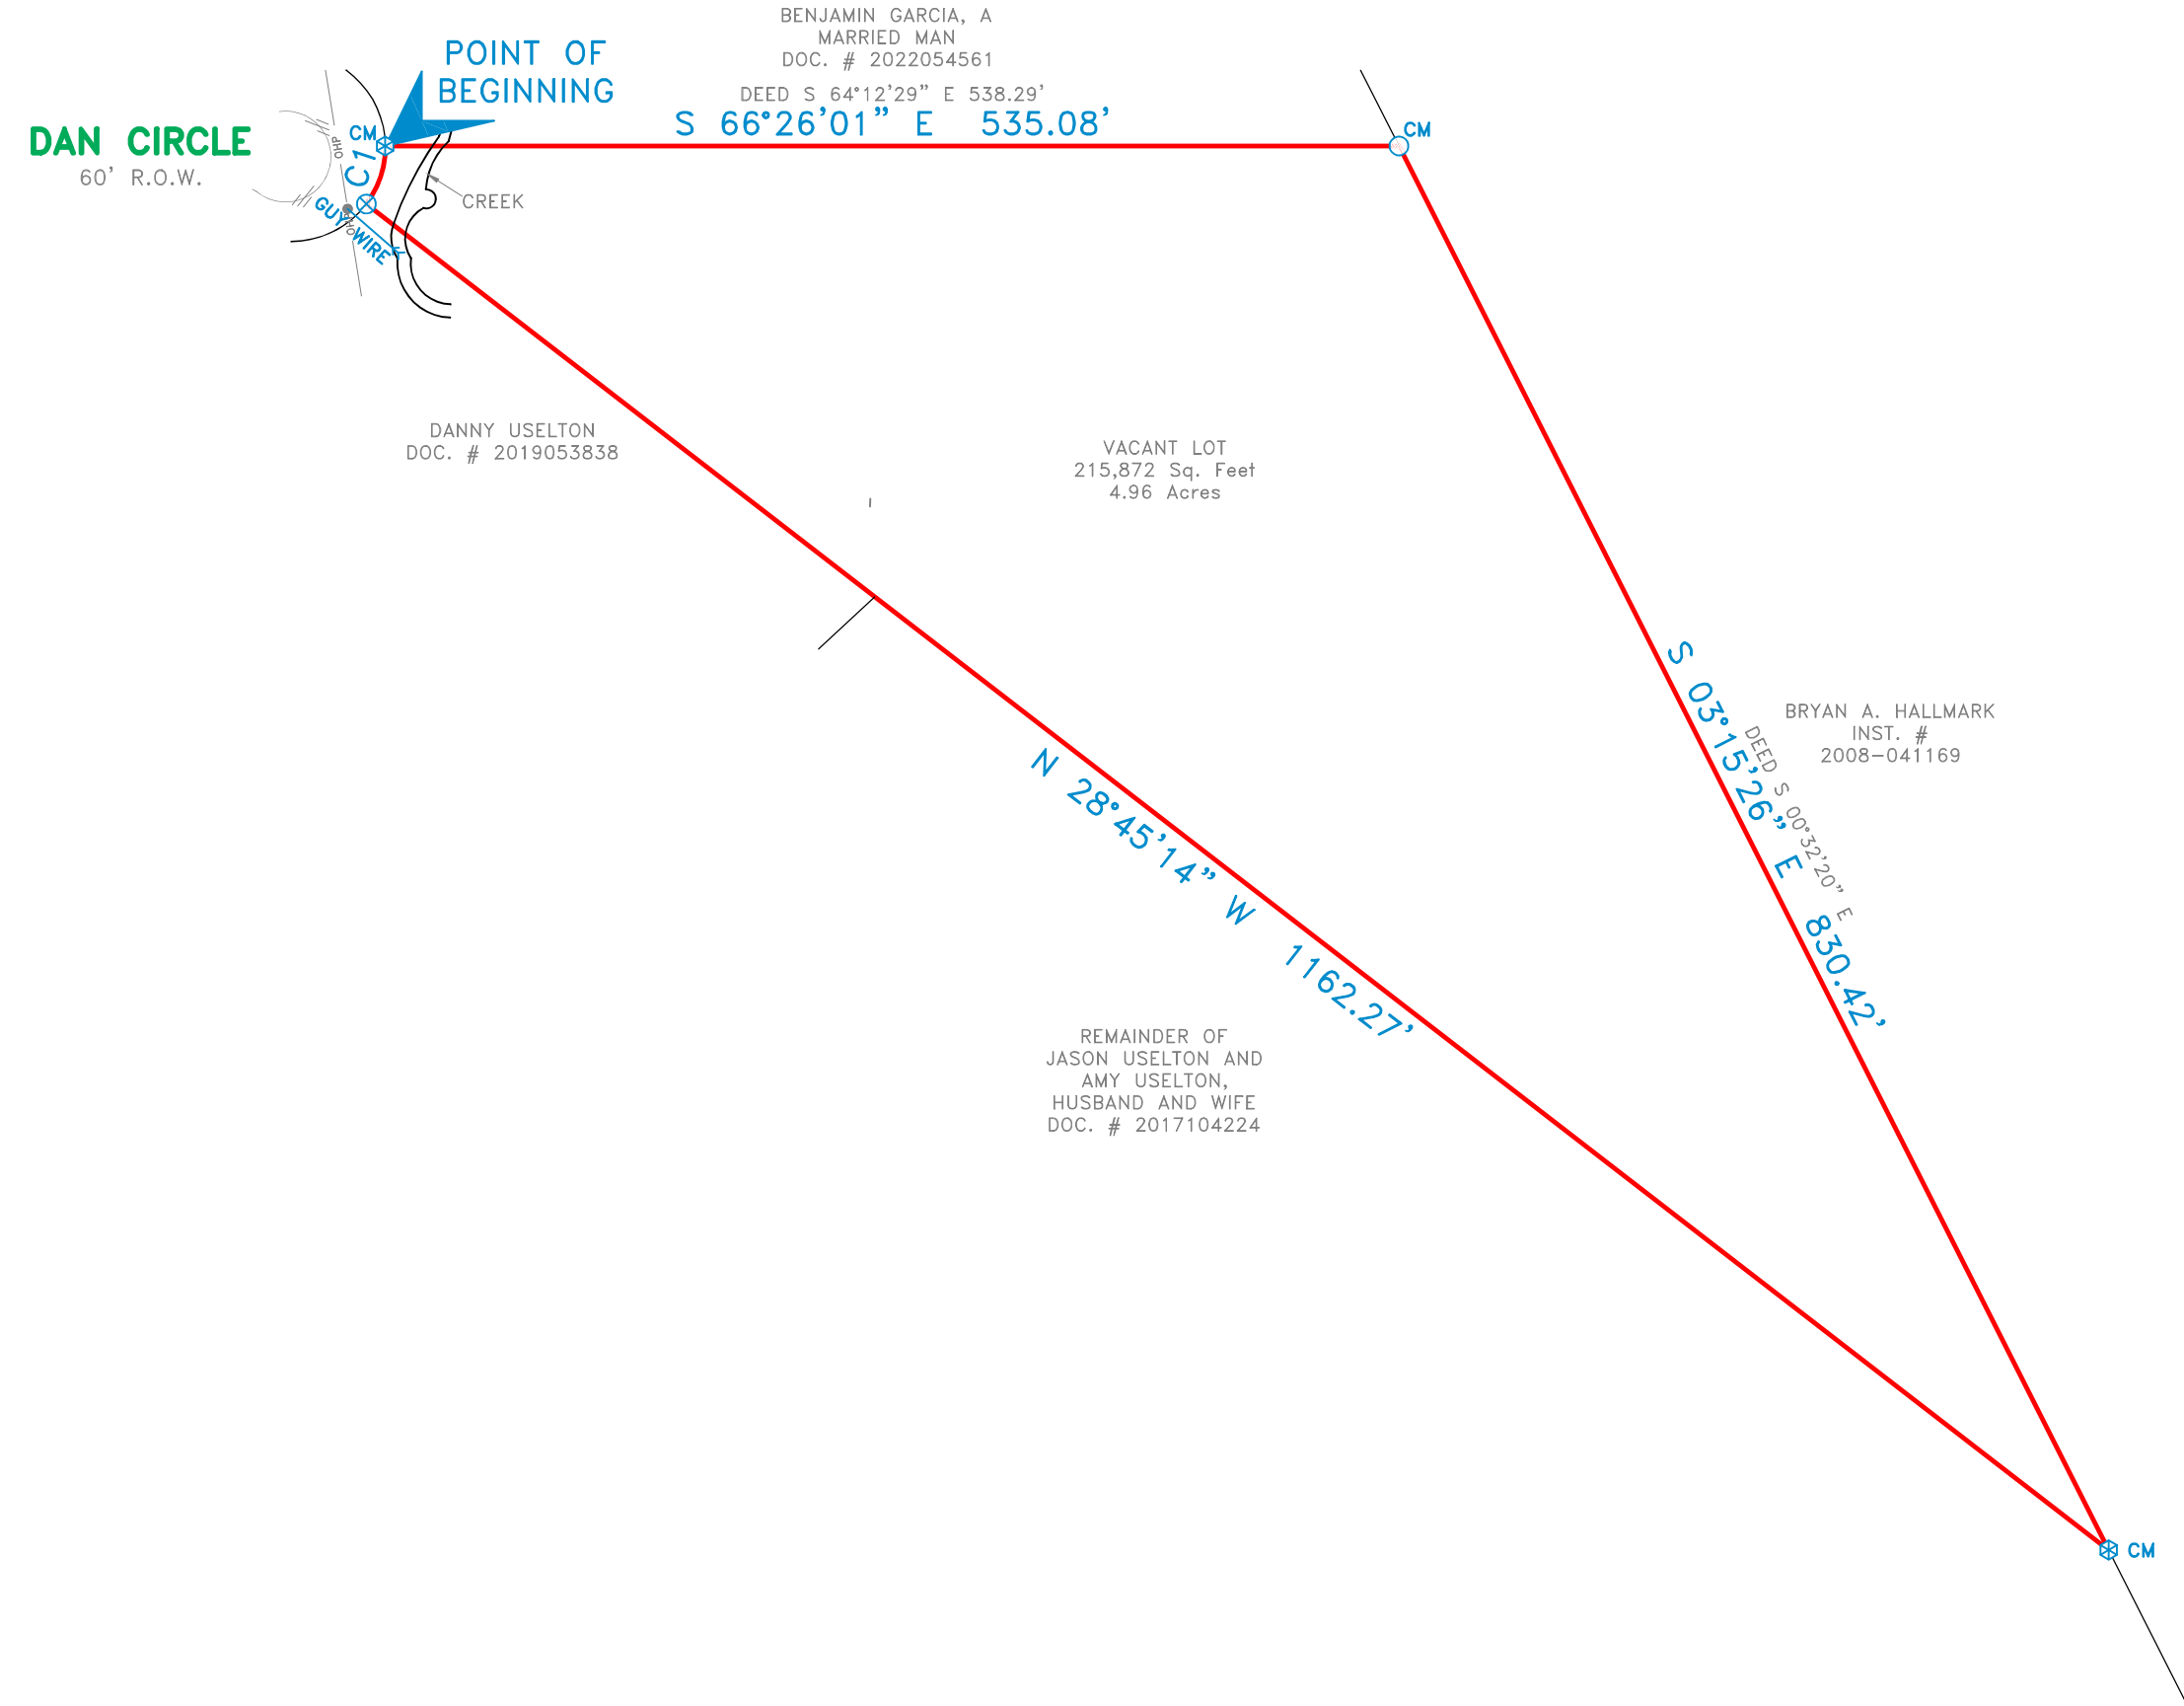 BENJAMIN GARCIA, A
MARRIED MAN
DOC. # 2022054561
DEED S 64°12'29" E 538.29'
S 66°26'01" E 535.08'
POINT OF
BEGINNING
CM
CM
DAN CIRCLE
60' R.O.W.
C1
OHP
OHP
GUY WIRE
CREEK
DANNY USELTON
DOC. # 2019053838
VACANT LOT
215,872 Sq. Feet
4.96 Acres
S 03°15'26" E 830.42'
DEED S 00°32'20" E
BRYAN A. HALLMARK
INST. #
2008-041169
N 28°45'14" W 1162.27'
REMAINDER OF
JASON USELTON AND
AMY USELTON,
HUSBAND AND WIFE
DOC. # 2017104224
CM